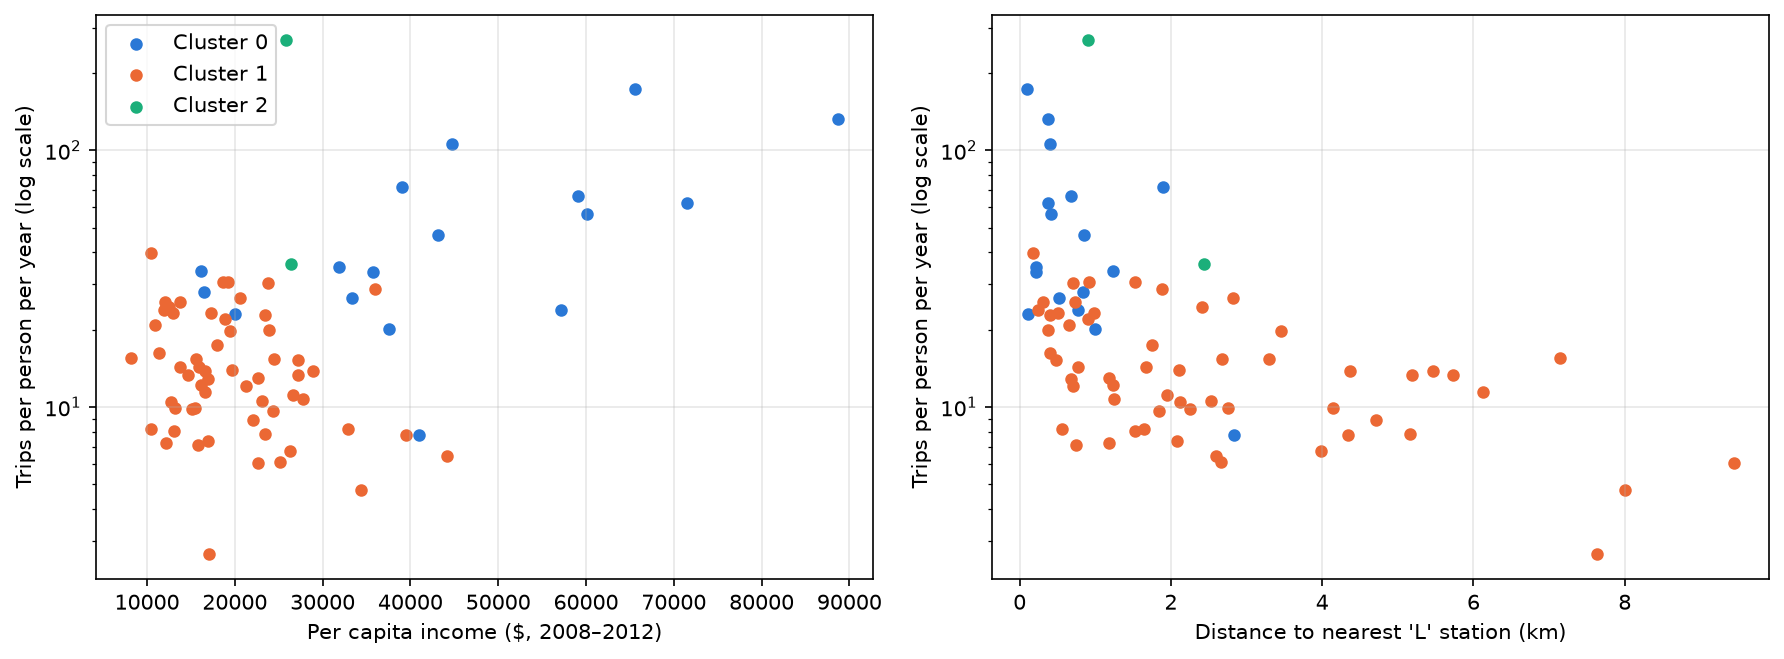 Cluster 0
Cluster 1
Cluster 2
Trips per person per year (log scale)
10²
10¹
10000 20000 30000 40000 50000 60000 70000 80000 90000
Per capita income ($, 2008–2012)
Trips per person per year (log scale)
10²
10¹
0 2 4 6 8
Distance to nearest 'L' station (km)